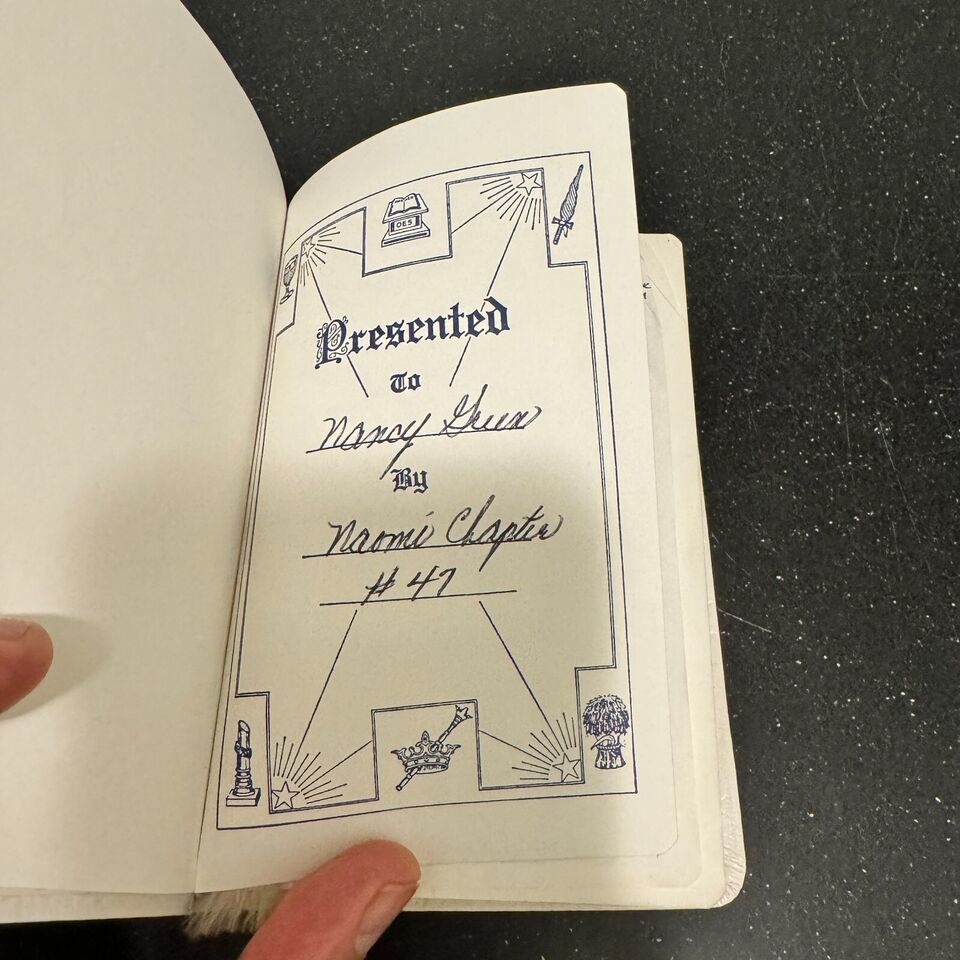 OES
Presented
To
Nancy Green
By
Naomi Chapter
# 47